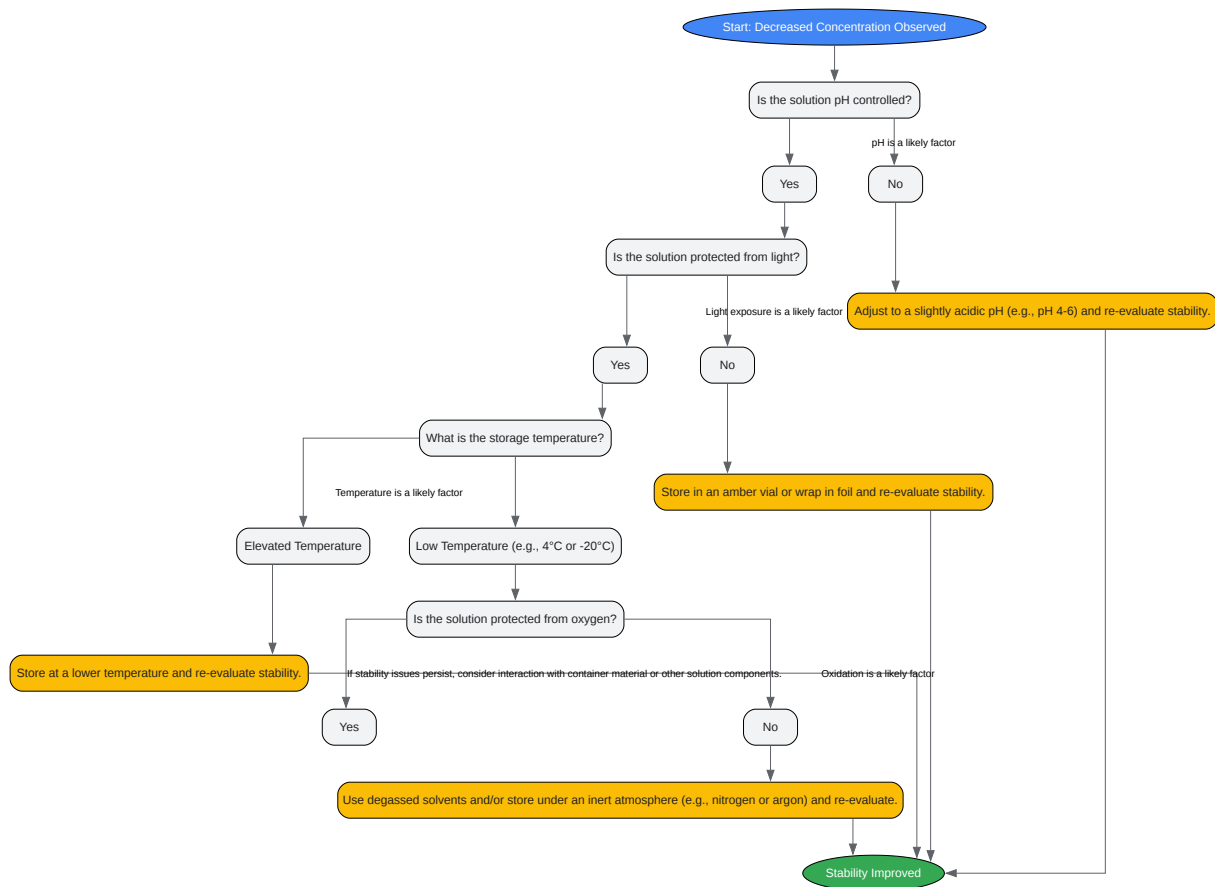 Start: Decreased Concentration Observed
Is the solution pH controlled?
pH is a likely factor
Yes
No
Is the solution protected from light?
Light exposure is a likely factor
Adjust to a slightly acidic pH (e.g., pH 4-6) and re-evaluate stability.
Yes
No
What is the storage temperature?
Temperature is a likely factor
Store in an amber vial or wrap in foil and re-evaluate stability.
Elevated Temperature
Low Temperature (e.g., 4°C or -20°C)
Is the solution protected from oxygen?
Store at a lower temperature and re-evaluate stability.
If stability issues persist, consider interaction with container material or other solution components.
Oxidation is a likely factor
Yes
No
Use degassed solvents and/or store under an inert atmosphere (e.g., nitrogen or argon) and re-evaluate.
Stability Improved